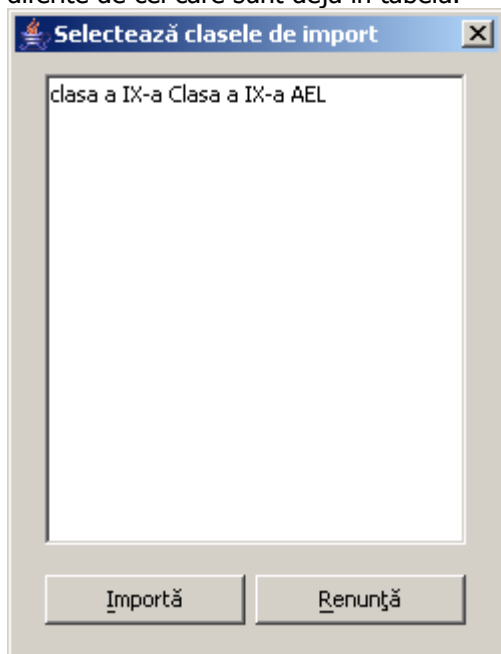 diferite de cei care sunt deja în tabelă.
Selectează clasele de import
clasa a IX-a Clasa a IX-a AEL
Importă
Renunţă